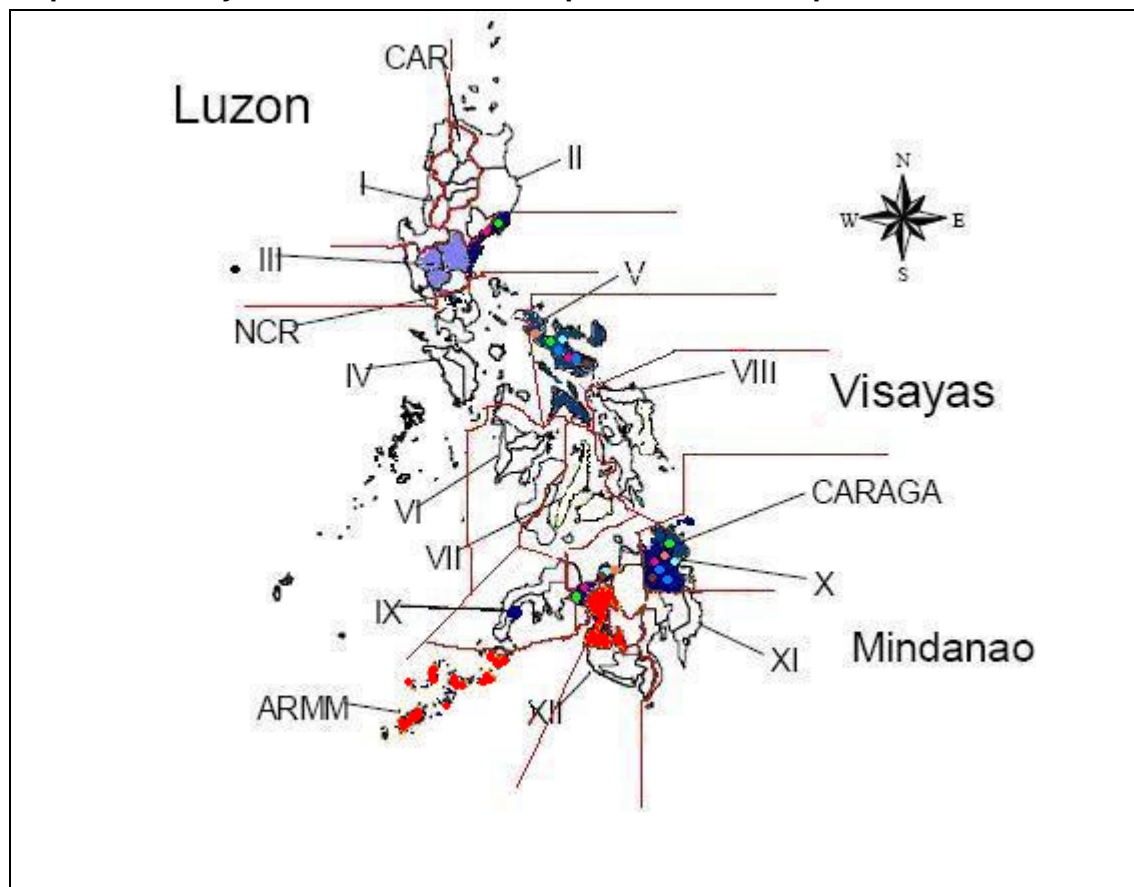 CAR
Luzon
II
I
N
W E
S
III
V
NCR
IV
VIII
Visayas
CARAGA
VI
VII
X
IX
Mindanao
XI
ARMM
XII